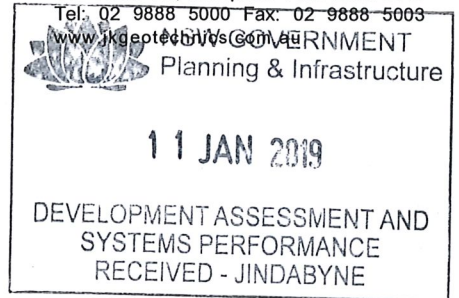 Tel: 02 9888 5000 Fax: 02 9888 5003
www.jkgeotechnics.com.au
NSW GOVERNMENT
Planning & Infrastructure
11 JAN 2019
DEVELOPMENT ASSESSMENT AND
SYSTEMS PERFORMANCE
RECEIVED - JINDABYNE